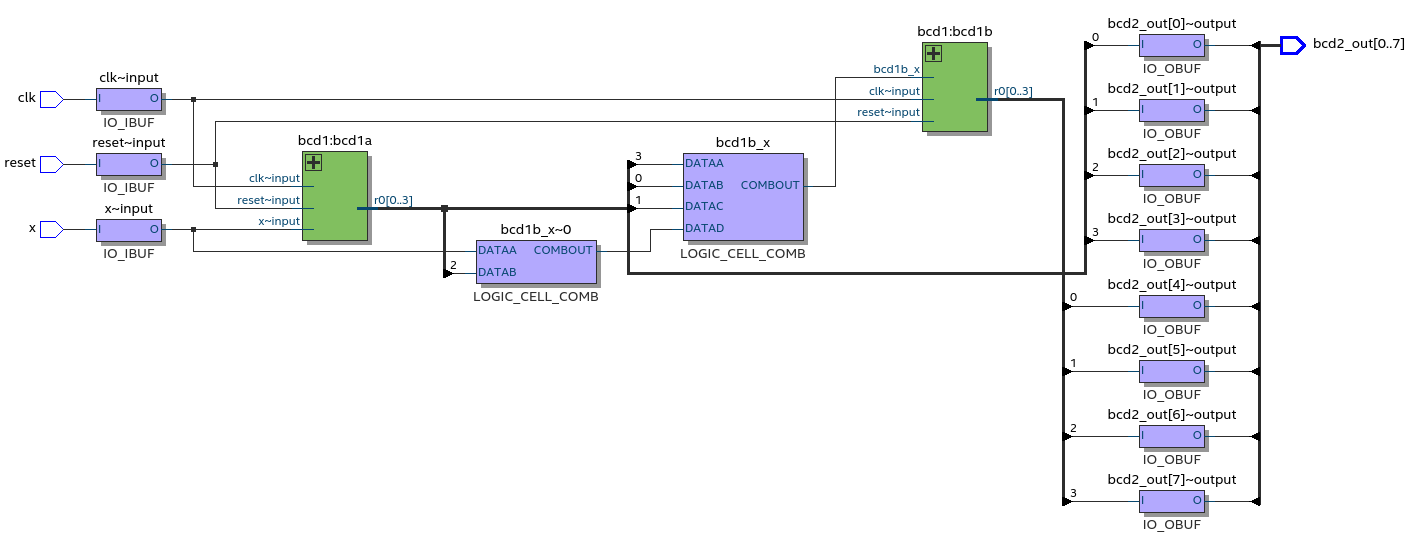 clk
clk~input
I
O
IO_IBUF
reset
reset~input
I
O
IO_IBUF
x
x~input
I
O
IO_IBUF
bcd1:bcd1a
clk~input
reset~input
x~input
r0[0..3]
bcd1b_x~0
2
DATAA
COMBOUT
DATAB
LOGIC_CELL_COMB
bcd1b_x
3
DATAA
0
DATAB
COMBOUT
1
DATAC
DATAD
LOGIC_CELL_COMB
bcd1:bcd1b
bcd1b_x
clk~input
reset~input
r0[0..3]
bcd2_out[0]~output
0
I
O
IO_OBUF
bcd2_out[1]~output
1
I
O
IO_OBUF
bcd2_out[2]~output
2
I
O
IO_OBUF
bcd2_out[3]~output
3
I
O
IO_OBUF
bcd2_out[4]~output
0
I
O
IO_OBUF
bcd2_out[5]~output
1
I
O
IO_OBUF
bcd2_out[6]~output
2
I
O
IO_OBUF
bcd2_out[7]~output
3
I
O
IO_OBUF
bcd2_out[0..7]